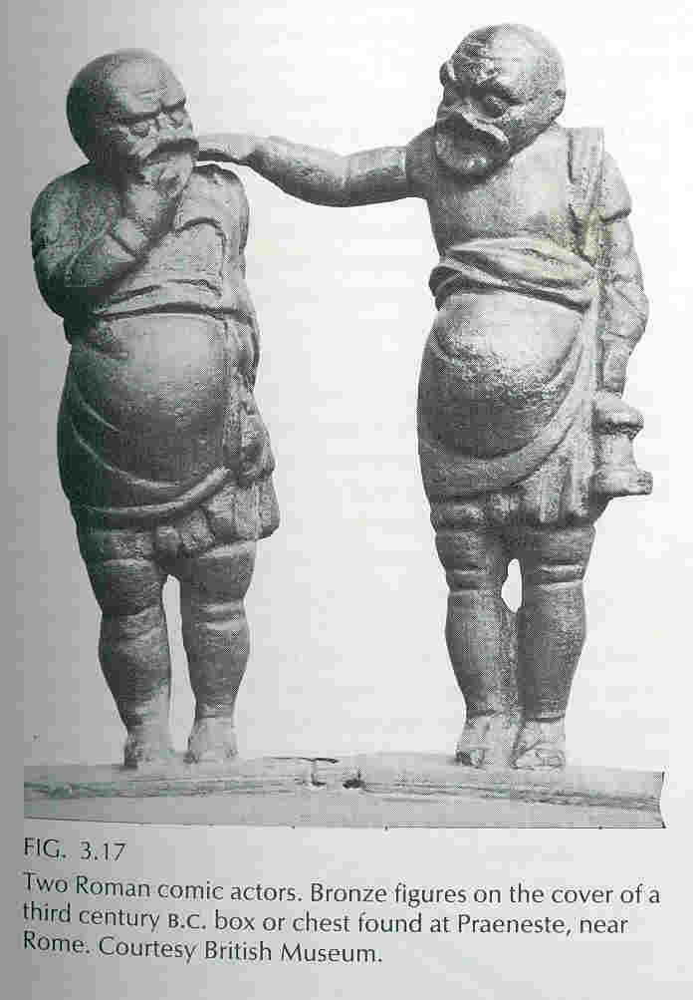 FIG. 3.17
Two Roman comic actors. Bronze figures on the cover of a
third century B.C. box or chest found at Praeneste, near
Rome. Courtesy British Museum.